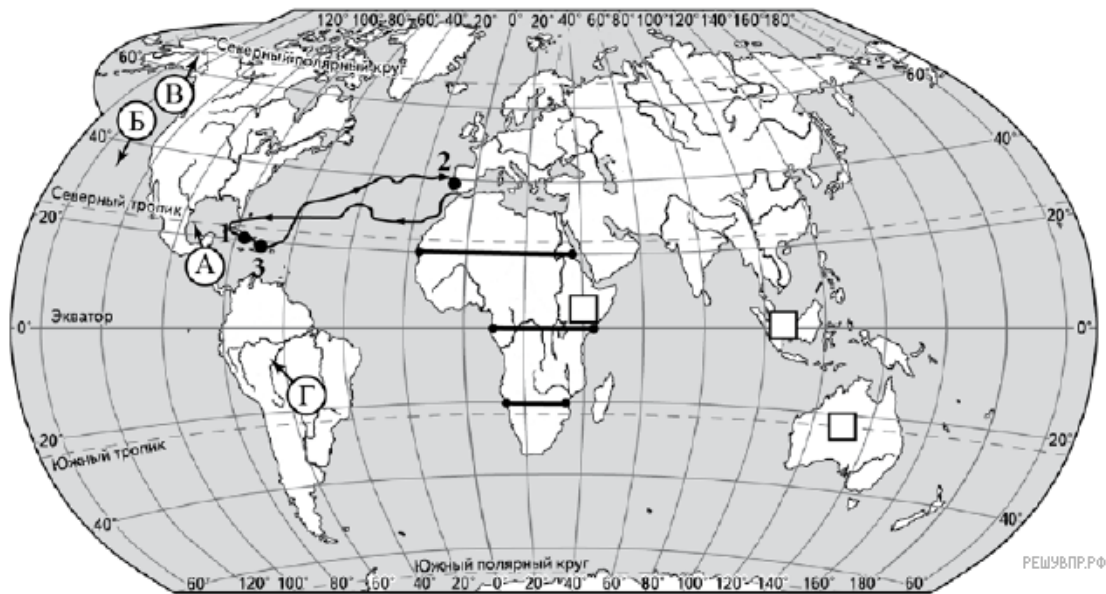 120° 100° 80° 60° 40° 20° 0° 20° 40° 60° 80° 100° 120° 140° 160° 180°
60°
Северный полярный круг
60°
В
Б
40°
40°
2
Северный тропик
20°
20°
1
А
3
Экватор
0°
0°
Г
20°
20°
Южный тропик
40°
40°
Южный полярный круг
РЕШУВПР.РФ
60° 120° 100° 80° 60° 40° 20° 0° 20° 40° 60° 80° 100° 120° 140° 160° 180° 60°